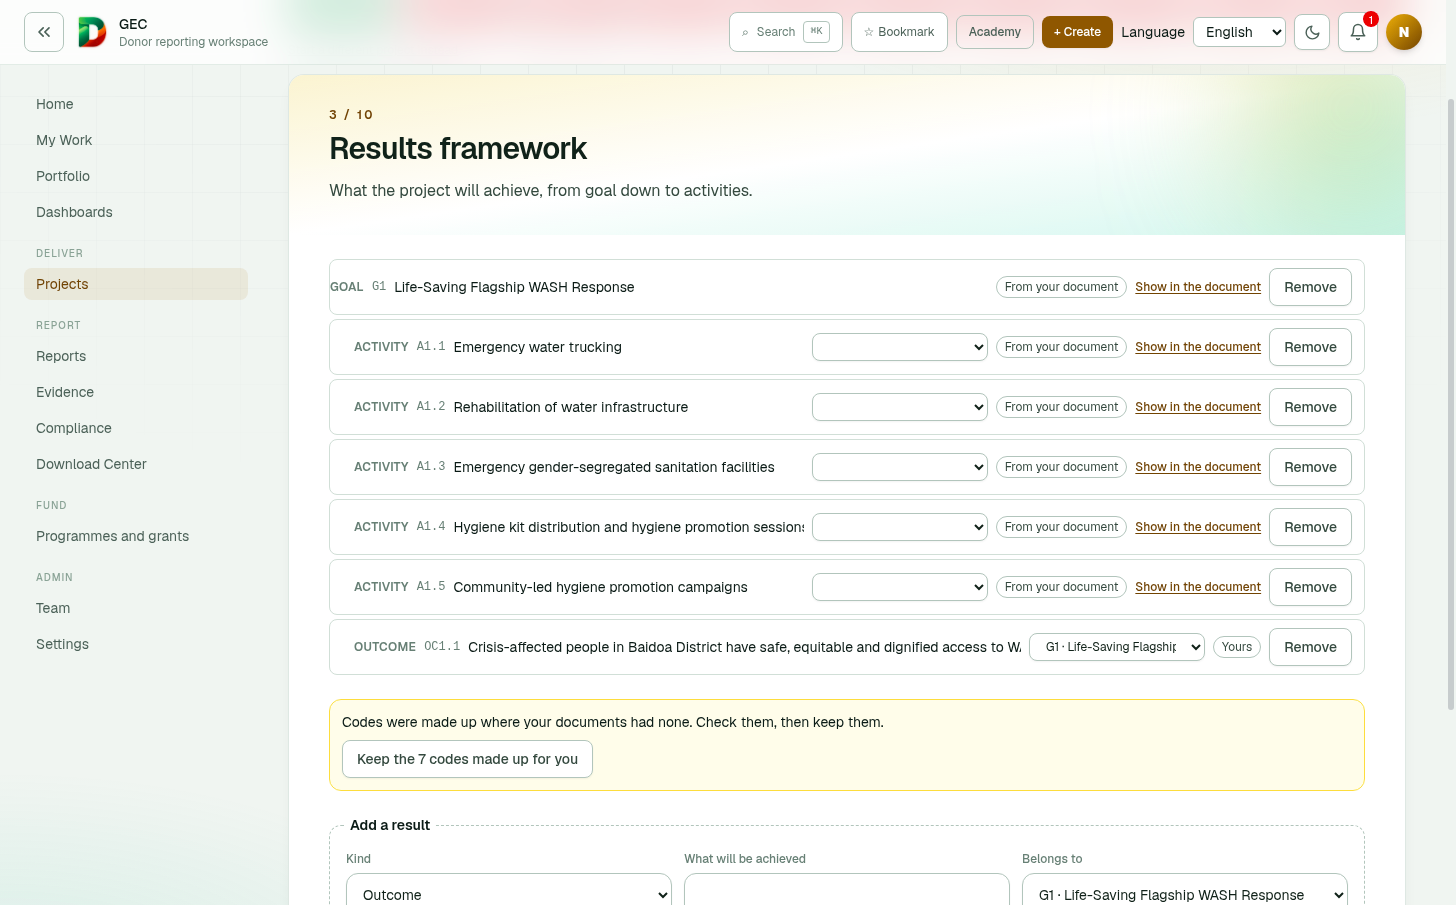 GEC
Donor reporting workspace
Search ⌘K
☆ Bookmark
Academy
+ Create
Language
English
1
N
Home
My Work
Portfolio
Dashboards
DELIVER
Projects
REPORT
Reports
Evidence
Compliance
Download Center
FUND
Programmes and grants
ADMIN
Team
Settings
3 / 10
Results framework
What the project will achieve, from goal down to activities.
GOAL G1 Life-Saving Flagship WASH Response From your document Show in the document Remove
ACTIVITY A1.1 Emergency water trucking From your document Show in the document Remove
ACTIVITY A1.2 Rehabilitation of water infrastructure From your document Show in the document Remove
ACTIVITY A1.3 Emergency gender-segregated sanitation facilities From your document Show in the document Remove
ACTIVITY A1.4 Hygiene kit distribution and hygiene promotion sessions From your document Show in the document Remove
ACTIVITY A1.5 Community-led hygiene promotion campaigns From your document Show in the document Remove
OUTCOME OC1.1 Crisis-affected people in Baidoa District have safe, equitable and dignified access to WA G1 · Life-Saving Flagship Yours Remove
Codes were made up where your documents had none. Check them, then keep them.
Keep the 7 codes made up for you
Add a result
Kind What will be achieved Belongs to
Outcome G1 · Life-Saving Flagship WASH Response